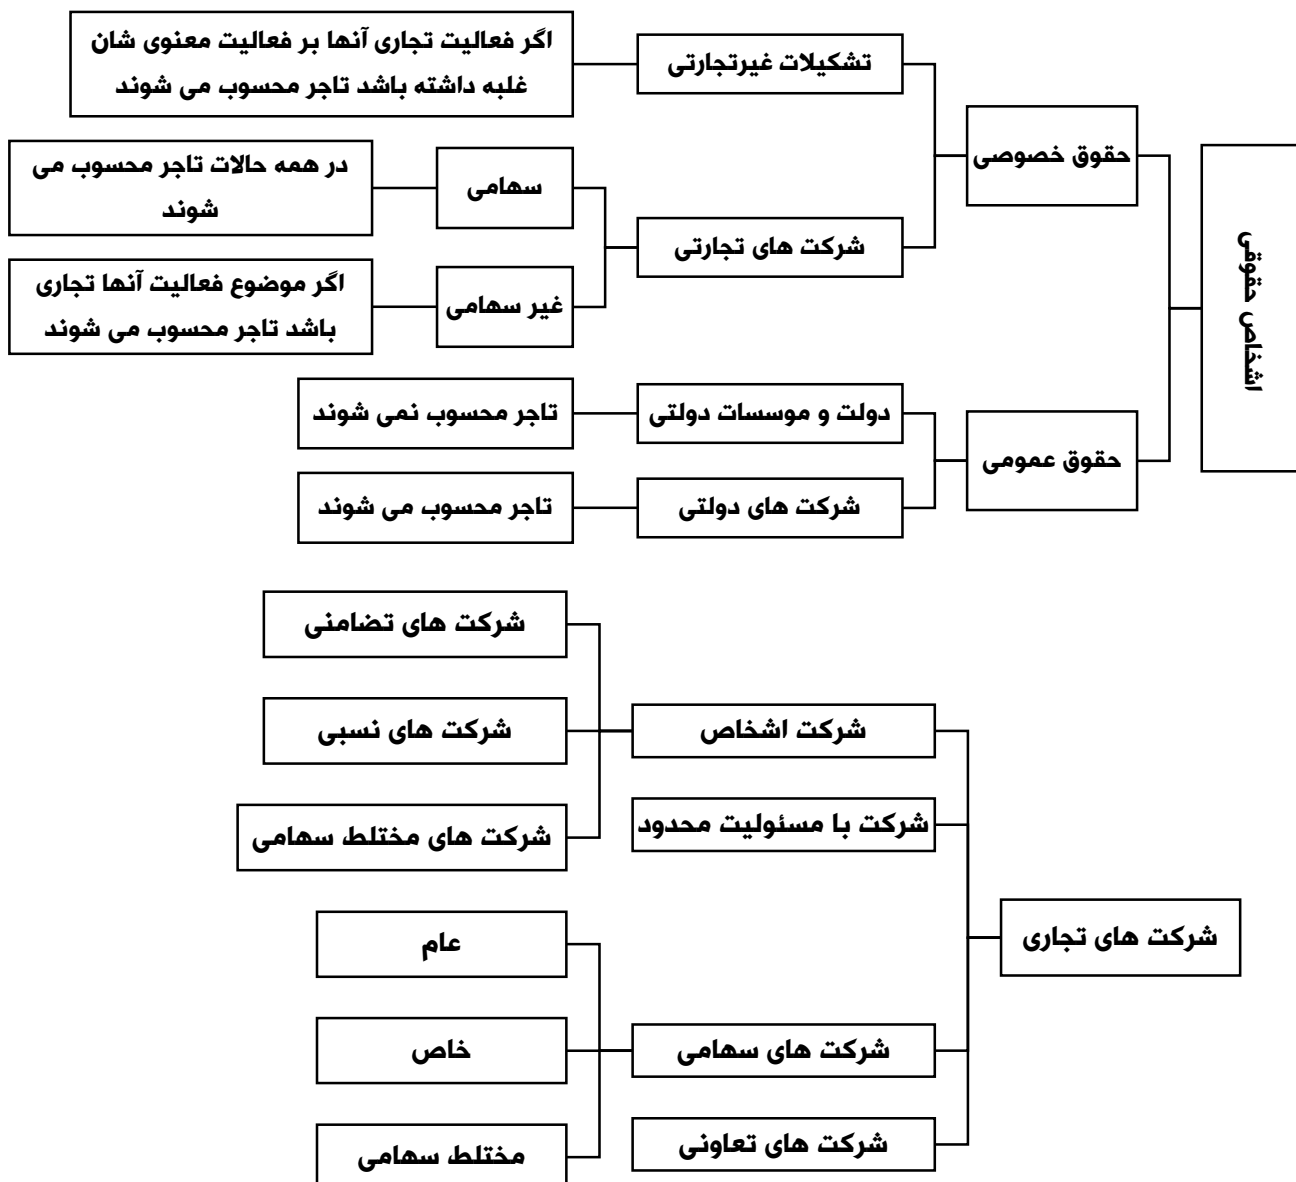 اشخاص حقوقی
حقوق خصوصی
تشکیلات غیرتجارتی
اگر فعالیت تجاری آنها بر فعالیت معنوی شان
غلبه داشته باشد تاجر محسوب می شوند
شرکت های تجارتی
سهامی
در همه حالات تاجر محسوب می
شوند
غیر سهامی
اگر موضوع فعالیت آنها تجاری
باشد تاجر محسوب می شوند
حقوق عمومی
دولت و موسسات دولتی
تاجر محسوب نمی شوند
شرکت های دولتی
تاجر محسوب می شوند
شرکت های تجاری
شرکت اشخاص
شرکت های تضامنی
شرکت های نسبی
شرکت های مختلط سهامی
شرکت با مسئولیت محدود
شرکت های سهامی
عام
خاص
مختلط سهامی
شرکت های تعاونی